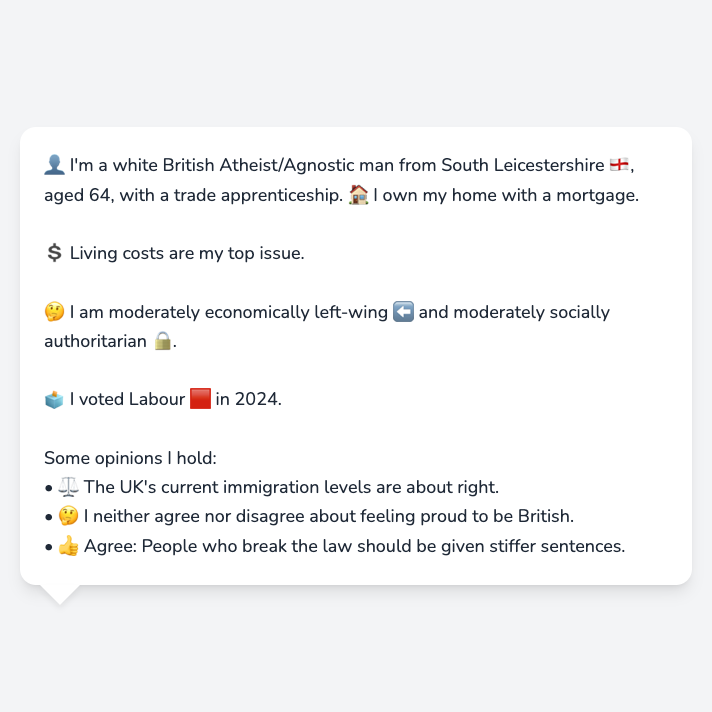 👤 I'm a white British Atheist/Agnostic man from South Leicestershire 🏴󠁧󠁢󠁥󠁮󠁧󠁿,
aged 64, with a trade apprenticeship. 🏠 I own my home with a mortgage.
💲 Living costs are my top issue.
🤔 I am moderately economically left-wing ⬅️ and moderately socially
authoritarian 🔒.
🗳️ I voted Labour 🟥 in 2024.
Some opinions I hold:
• ⚖️ The UK's current immigration levels are about right.
• 🤔 I neither agree nor disagree about feeling proud to be British.
• 👍 Agree: People who break the law should be given stiffer sentences.